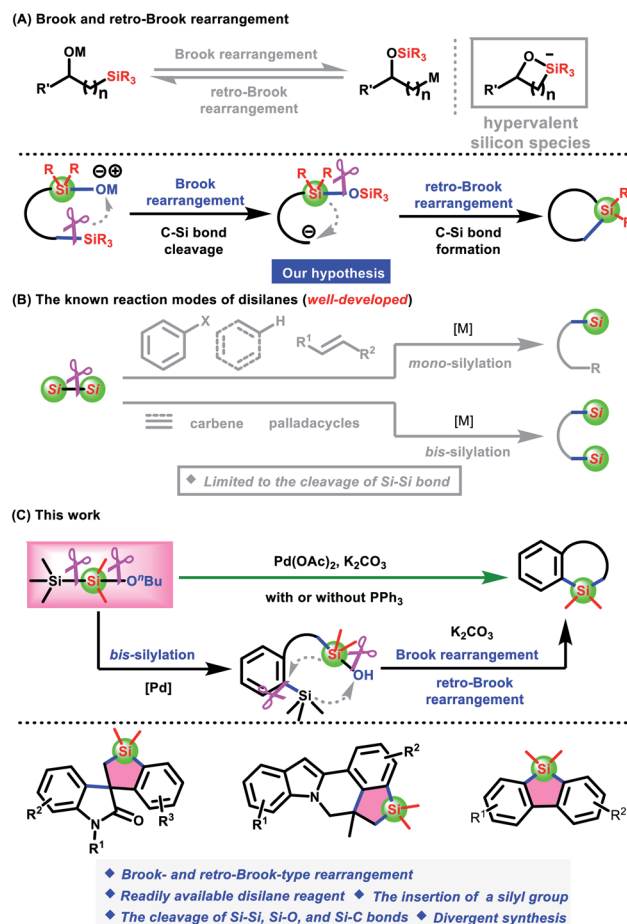 (A) Brook and retro-Brook rearrangement
OM
SiR3
R'
( )n
Brook rearrangement
retro-Brook
rearrangement
OSiR3
M
R'
( )n
O
−
SiR3
R'
( )n
hypervalent
silicon species
R R
Si
OM
⊖⊕
SiR3
Brook
rearrangement
C-Si bond
cleavage
R R
Si
OSiR3
⊖
Our hypothesis
retro-Brook
rearrangement
C-Si bond
formation
Si
R
R
(B) The known reaction modes of disilanes (well-developed)
X
H
R1
R2
[M]
mono-silylation
Si
R
Si
Si
carbene
palladacycles
[M]
bis-silylation
Si
Si
◆ Limited to the cleavage of Si-Si bond
(C) This work
Si
Si
OnBu
Pd(OAc)2, K2CO3
with or without PPh3
Si
bis-silylation
[Pd]
Si
OH
Si
K2CO3
Brook rearrangement
retro-Brook
rearrangement
Si
R2
N
O
R1
R3
N
R1
R2
Si
Si
R1
R2
◆ Brook- and retro-Brook-type rearrangement
◆ Readily available disilane reagent ◆ The insertion of a silyl group
◆ The cleavage of Si-Si, Si-O, and Si-C bonds ◆ Divergent synthesis